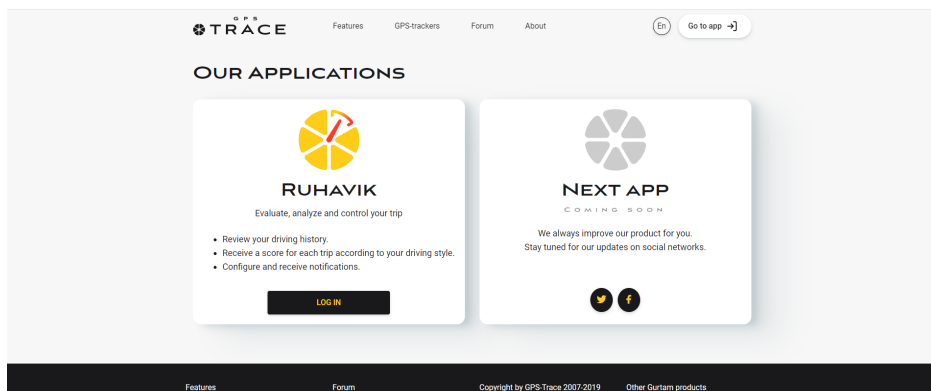 GPS
TRACE
Features
GPS-trackers
Forum
About
En
Go to app
OUR APPLICATIONS
RUHAVIK
Evaluate, analyze and control your trip
Review your driving history.
Receive a score for each trip according to your driving style.
Configure and receive notifications.
LOG IN
NEXT APP
COMING SOON
We always improve our product for you.
Stay tuned for our updates on social networks.
Features
Forum
Copyright by GPS-Trace 2007-2019
Other Gurtam products